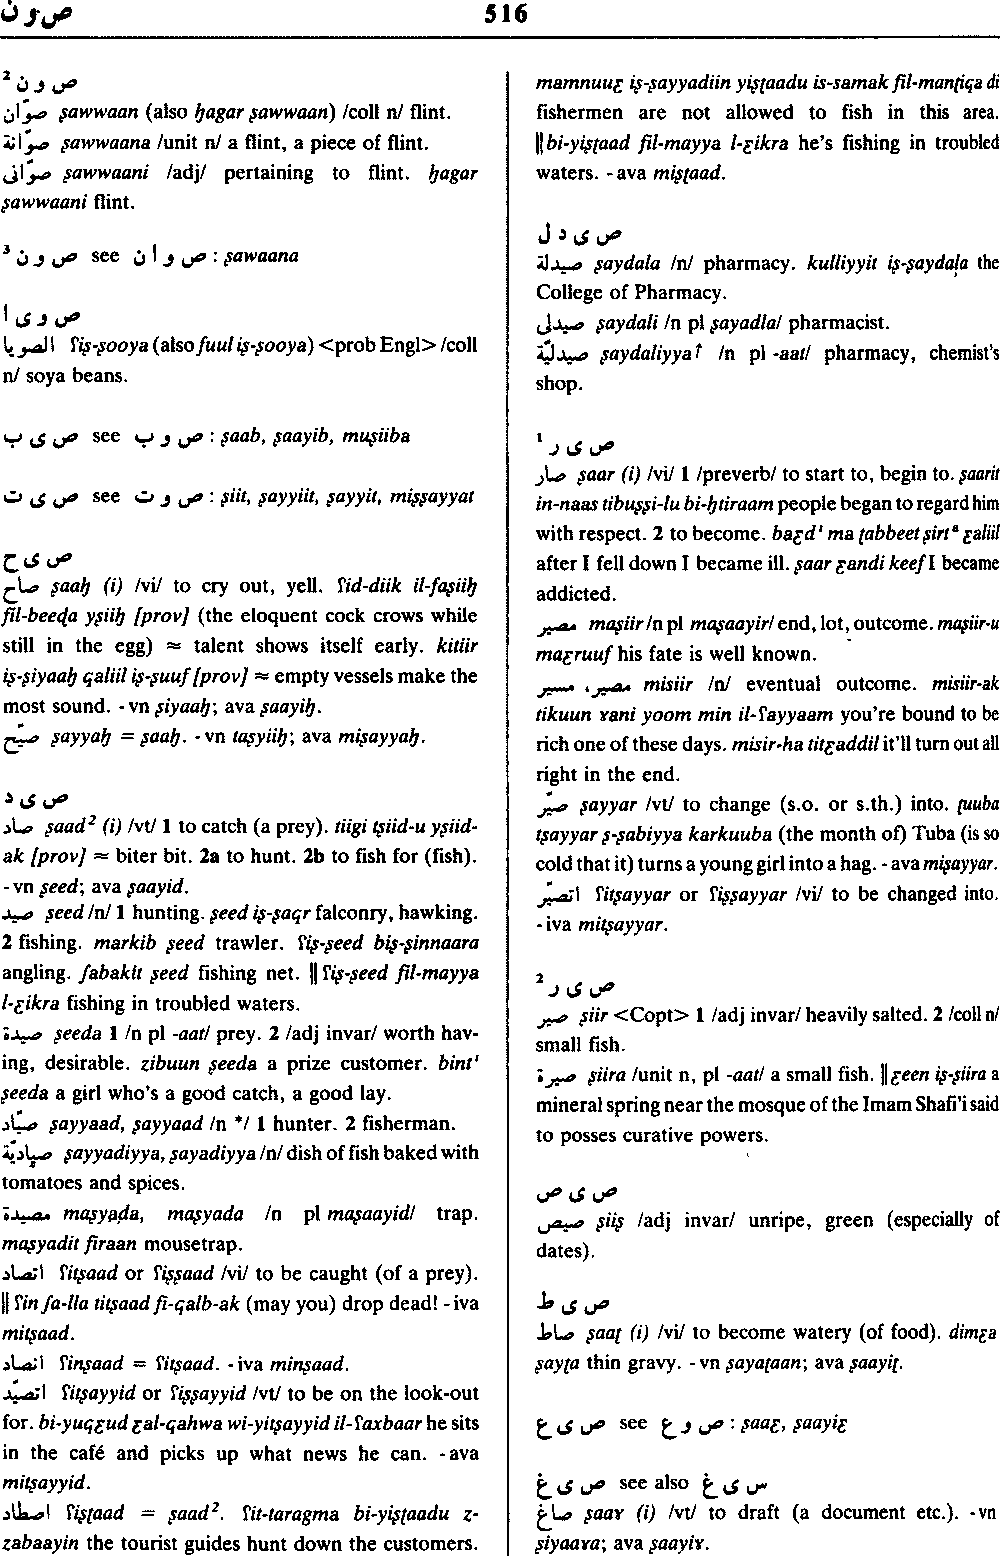 ص و ن
516
ص و ن ²
صوّان ṣawwaan (also ḥagar ṣawwaan) /coll n/ flint.
صوّانة ṣawwaana /unit n/ a flint, a piece of flint.
صوّانى ṣawwaani /adj/ pertaining to flint. ḥagar
ṣawwaani flint.
ص و ن ³ see ص و ا ن : ṣawaana
ص و ى ا
الصويا ʕiṣ-ṣooya (also fuul iṣ-ṣooya) <prob Engl> /coll
n/ soya beans.
ص ى ب see ص و ب : ṣaab, ṣaayib, muṣiiba
ص ى ت see ص و ت : ṣiit, ṣayyiit, ṣayyit, miṣṣayyat
ص ى ح
صاح ṣaaḥ (i) /vi/ to cry out, yell. ʕid-diik il-faṣiiḥ
fil-beeḍa yṣiiḥ [prov] (the eloquent cock crows while
still in the egg) ≈ talent shows itself early. kitiir
iṣ-ṣiyaaḥ qaliil iṣ-ṣuuf [prov] ≈ empty vessels make the
most sound. -vn ṣiyaaḥ; ava ṣaayiḥ.
صيّح ṣayyaḥ = ṣaaḥ. -vn taṣyiiḥ; ava miṣayyaḥ.
ص ى د
صاد ṣaad² (i) /vt/ 1 to catch (a prey). tiigi tṣiid-u yṣiid-
ak [prov] ≈ biter bit. 2a to hunt. 2b to fish for (fish).
-vn ṣeed; ava ṣaayid.
صيد ṣeed /n/ 1 hunting. ṣeed iṣ-ṣaqr falconry, hawking.
2 fishing. markib ṣeed trawler. ʕiṣ-ṣeed biṣ-ṣinnaara
angling. ʃabakit ṣeed fishing net. || ʕiṣ-ṣeed fil-mayya
l-ƹikra fishing in troubled waters.
صيدة ṣeeda 1 /n pl -aat/ prey. 2 /adj invar/ worth hav-
ing, desirable. zibuun ṣeeda a prize customer. bintⁱ
ṣeeda a girl who's a good catch, a good lay.
صيّاد ṣayyaad, ṣayyaad /n */ 1 hunter. 2 fisherman.
صيّاديّة ṣayyadiyya, ṣayadiyya /n/ dish of fish baked with
tomatoes and spices.
مصيدة maṣyaḍa, maṣyada /n pl maṣaayid/ trap.
maṣyadit firaan mousetrap.
اتصاد ʕitṣaad or ʕiṣṣaad /vi/ to be caught (of a prey).
|| ʕin ʃa-lla titṣaad fi-qalb-ak (may you) drop dead! -iva
mitṣaad.
انصاد ʕinṣaad = ʕitṣaad. -iva minṣaad.
اتصيّد ʕitṣayyid or ʕiṣṣayyid /vt/ to be on the look-out
for. bi-yuqƹud ƹal-qahwa wi-yitṣayyid il-ʕaxbaar he sits
in the café and picks up what news he can. -ava
mitṣayyid.
اصطاد ʕiṣṭaad = ṣaad². ʕit-taragma bi-yiṣṭaadu z-
zabaayin the tourist guides hunt down the customers.
mamnuuƹ iṣ-ṣayyadiin yiṣṭaadu is-samak fil-manṭiqa di
fishermen are not allowed to fish in this area.
|| bi-yiṣṭaad fil-mayya l-ƹikra he's fishing in troubled
waters. -ava miṣṭaad.
ص ى د ل
صيدلة ṣaydala /n/ pharmacy. kulliyyit iṣ-ṣaydaḷa the
College of Pharmacy.
صيدلى ṣaydali /n pl ṣayadla/ pharmacist.
صيدليّة ṣaydaliyya↑ /n pl -aat/ pharmacy, chemist's
shop.
ص ى ر ¹
صار ṣaar (i) /vi/ 1 /preverb/ to start to, begin to. ṣaarit
in-naas tibuṣṣi-lu bi-ḥtiraam people began to regard him
with respect. 2 to become. baƹdⁱ ma ṭabbeet ṣirtᵃ ƹaliil
after I fell down I became ill. ṣaar ƹandi keef I became
addicted.
مصير maṣiir /n pl maṣaayir/ end, lot, outcome. maṣiir-u
maƹruuf his fate is well known.
مصير، مسير misiir /n/ eventual outcome. misiir-ak
tikuun ɣani yoom min il-ʕayyaam you're bound to be
rich one of these days. misir-ha titƹaddil it'll turn out all
right in the end.
صيّر ṣayyar /vt/ to change (s.o. or s.th.) into. ṭuuba
tṣayyar ṣ-ṣabiyya karkuuba (the month of) Tuba (is so
cold that it) turns a young girl into a hag. -ava miṣayyar.
اتصيّر ʕitṣayyar or ʕiṣṣayyar /vi/ to be changed into.
-iva mitṣayyar.
ص ى ر ²
صير ṣiir <Copt> 1 /adj invar/ heavily salted. 2 /coll n/
small fish.
صيرة ṣiira /unit n, pl -aat/ a small fish. || ƹeen iṣ-ṣiira a
mineral spring near the mosque of the Imam Shafi'i said
to posses curative powers.
ص ى ص
صيص ṣiiṣ /adj invar/ unripe, green (especially of
dates).
ص ى ط
صاط ṣaaṭ (i) /vi/ to become watery (of food). dimƹa
ṣayṭa thin gravy. -vn ṣayaṭaan; ava ṣaayiṭ.
ص ى ع see ص و ع : ṣaaƹ, ṣaayiƹ
ص ى غ see also س ى غ
صاغ ṣaaɣ (i) /vt/ to draft (a document etc.). -vn
ṣiyaaɣa; ava ṣaayiɣ.